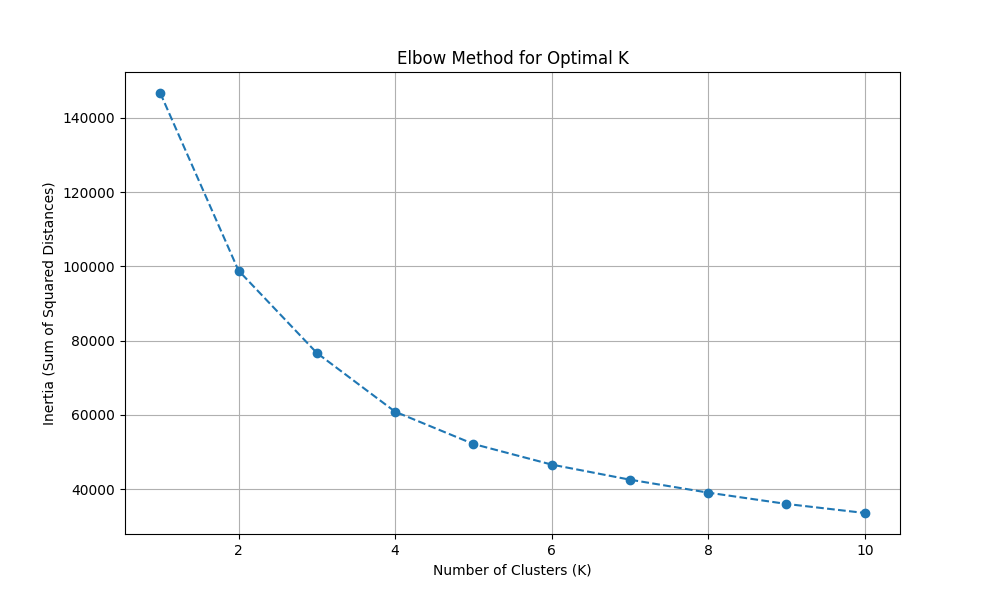 Elbow Method for Optimal K
Inertia (Sum of Squared Distances)
140000
120000
100000
80000
60000
40000
2 4 6 8 10
Number of Clusters (K)